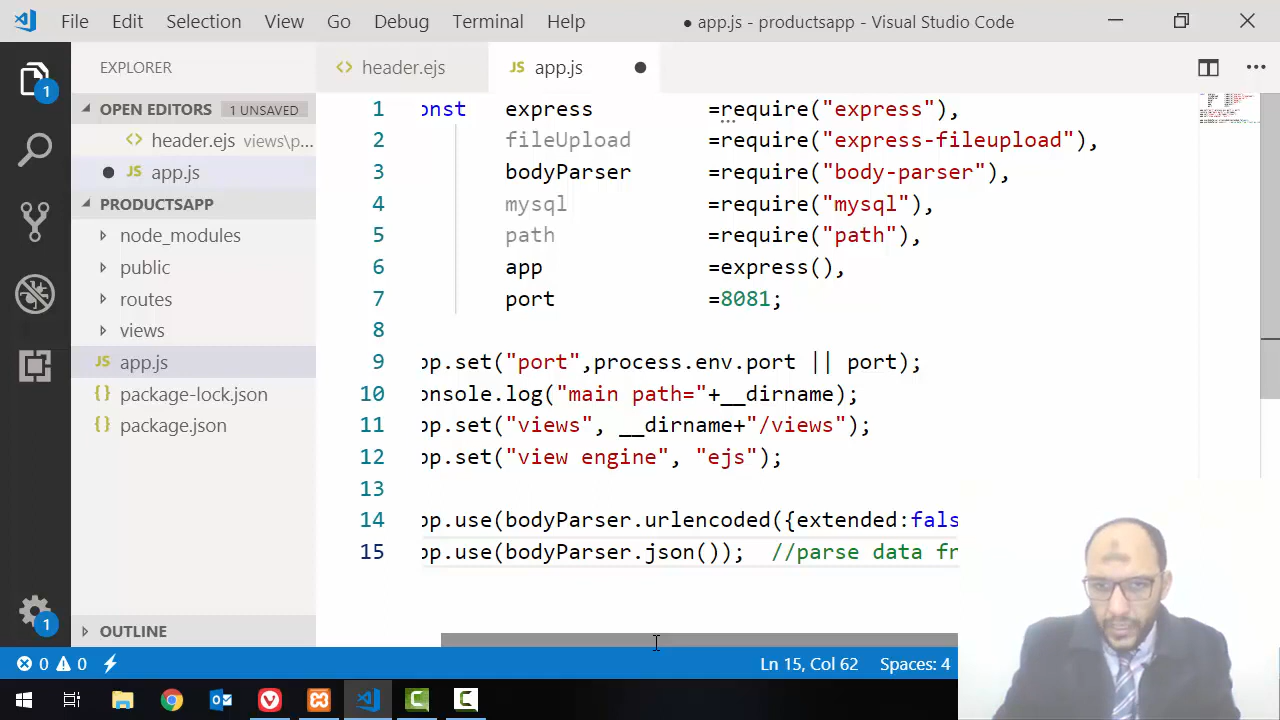 File Edit Selection View Go Debug Terminal Help
● app.js - productsapp - Visual Studio Code
EXPLORER
OPEN EDITORS 1 UNSAVED
header.ejs views\p...
app.js
PRODUCTSAPP
node_modules
public
routes
views
JS app.js
{} package-lock.json
{} package.json
OUTLINE
header.ejs
JS app.js
1 onst express =require("express"),
2 fileUpload =require("express-fileupload"),
3 bodyParser =require("body-parser"),
4 mysql =require("mysql"),
5 path =require("path"),
6 app =express(),
7 port =8081;
8
9 pp.set("port",process.env.port || port);
10 onsole.log("main path="+__dirname);
11 pp.set("views", __dirname+"/views");
12 pp.set("view engine", "ejs");
13
14 pp.use(bodyParser.urlencoded({extended:fals
15 pp.use(bodyParser.json()); //parse data fr
1
1
0 0
Ln 15, Col 62 Spaces: 4